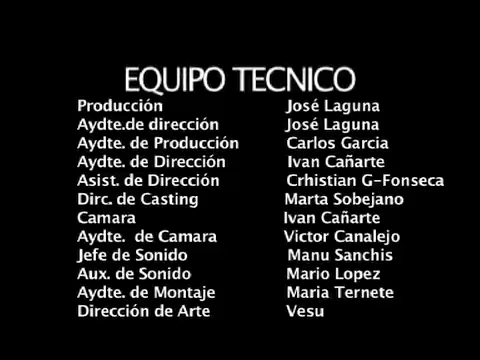 EQUIPO TECNICO
Producción José Laguna
Aydte.de dirección José Laguna
Aydte. de Producción Carlos Garcia
Aydte. de Dirección Ivan Cañarte
Asist. de Dirección Crhistian G-Fonseca
Dirc. de Casting Marta Sobejano
Camara Ivan Cañarte
Aydte. de Camara Victor Canalejo
Jefe de Sonido Manu Sanchis
Aux. de Sonido Mario Lopez
Aydte. de Montaje Maria Ternete
Dirección de Arte Vesu